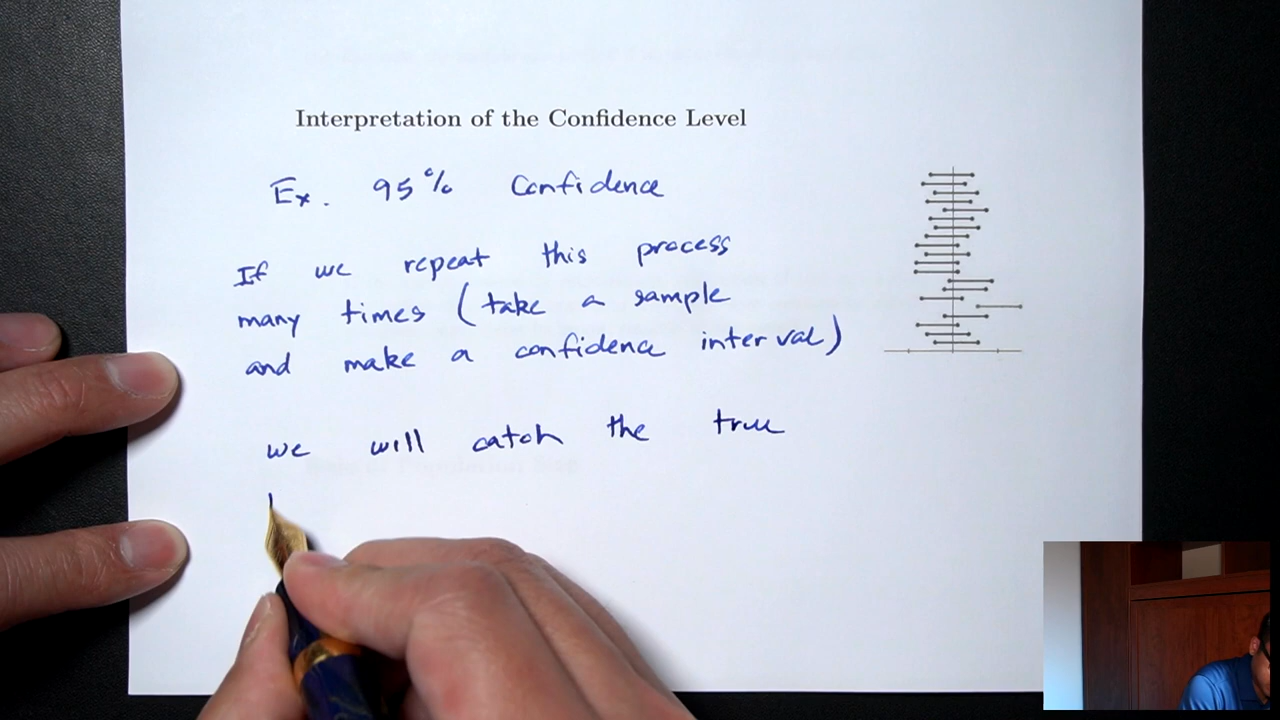 Interpretation of the Confidence Level
Ex. 95% Confidence
If we repeat this process
many times (take a sample
and make a confidence interval)
we will catch the true